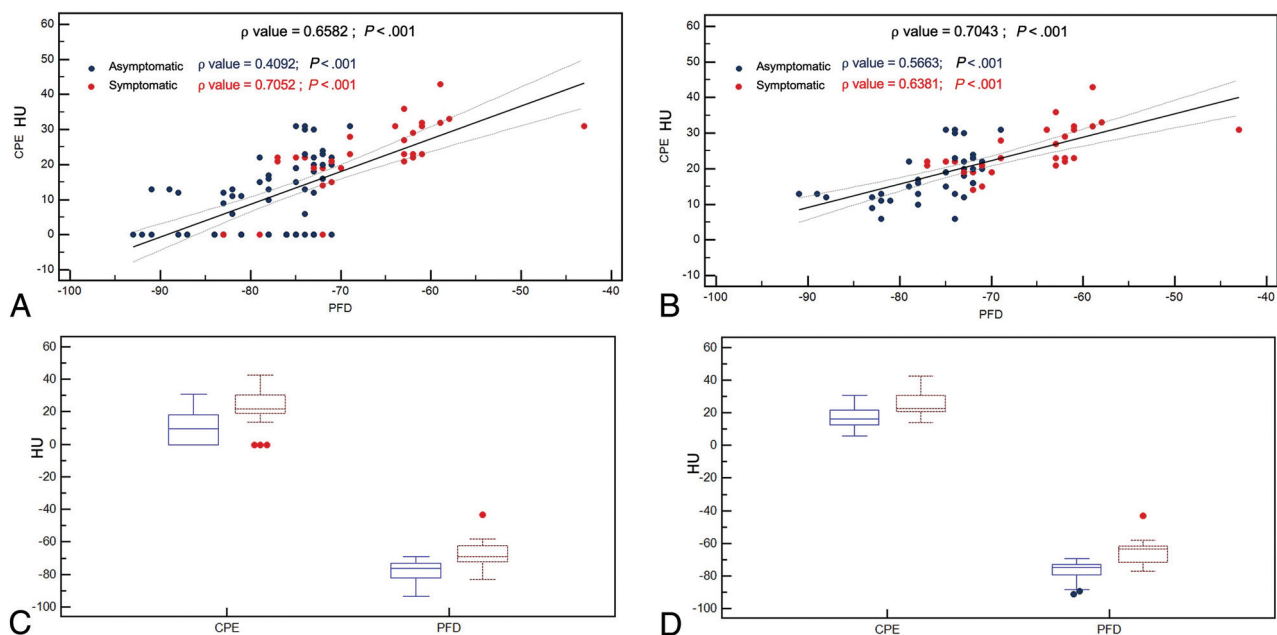 ρ value = 0.6582 ; P < .001
Asymptomatic ρ value = 0.4092; P < .001
Symptomatic ρ value = 0.7052 ; P < .001
60
50
40
30
20
10
0
-10
CPE HU
-100 -90 -80 -70 -60 -50 -40
PFD
A
ρ value = 0.7043 ; P < .001
Asymptomatic ρ value = 0.5663; P < .001
Symptomatic ρ value = 0.6381; P < .001
60
50
40
30
20
10
0
10
CPE HU
-100 -90 -80 -70 -60 -50 -40
PFD
B
60
40
20
0
-20
-40
-60
-80
-100
HU
CPE PFD
C
60
40
20
0
-20
-40
-60
-80
-100
HU
CPE PFD
D